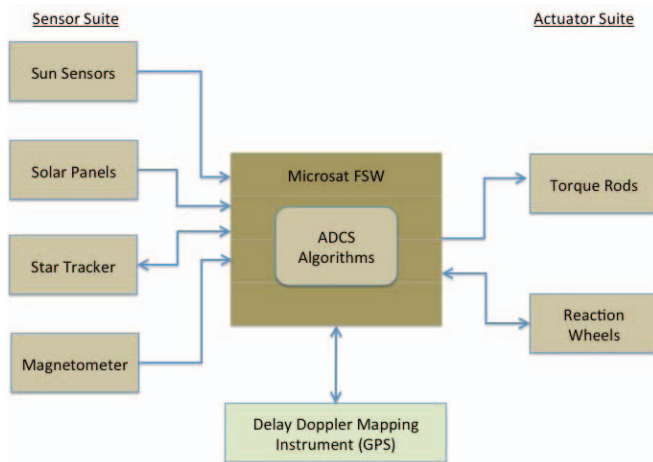 Sensor Suite
Actuator Suite
Sun Sensors
Solar Panels
Star Tracker
Magnetometer
Microsat FSW
ADCS
Algorithms
Torque Rods
Reaction
Wheels
Delay Doppler Mapping
Instrument (GPS)